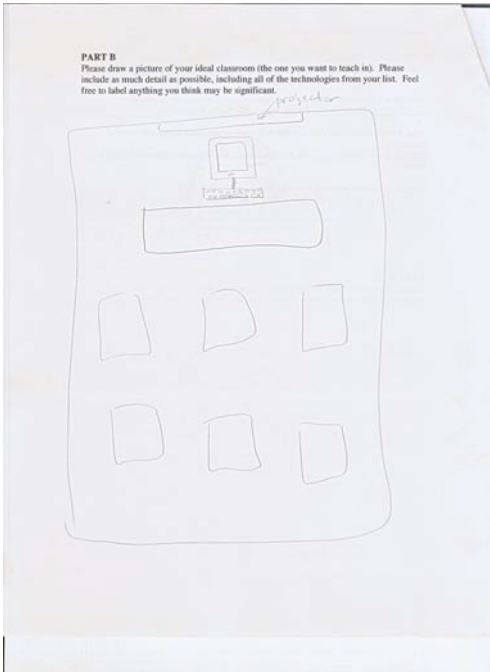 PART B
Please draw a picture of your ideal classroom (the one you want to teach in). Please
include as much detail as possible, including all of the technologies from your list. Feel
free to label anything you think may be significant.
projector